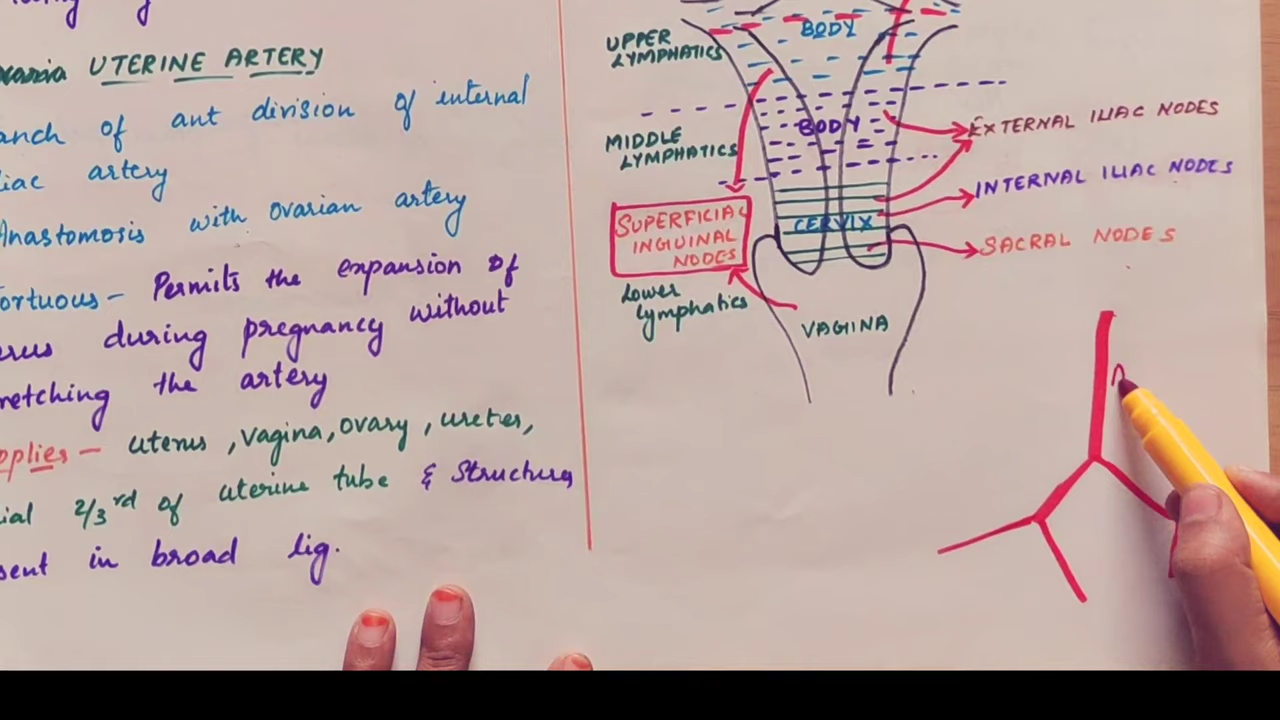 UTERINE ARTERY
of ant division of internal
artery
with ovarian artery
Permits the expansion of
during pregnancy without
the artery
– uterus , vagina, ovary , ureter,
2/3rd of uterine tube & structures
in broad lig.
UPPER
LYMPHATICS
BODY
MIDDLE
LYMPHATICS
BODY
EXTERNAL ILIAC NODES
INTERNAL ILIAC NODES
SUPERFICIAL
INGUINAL
NODES
CERVIX
SACRAL NODES
Lower
lymphatics
VAGINA